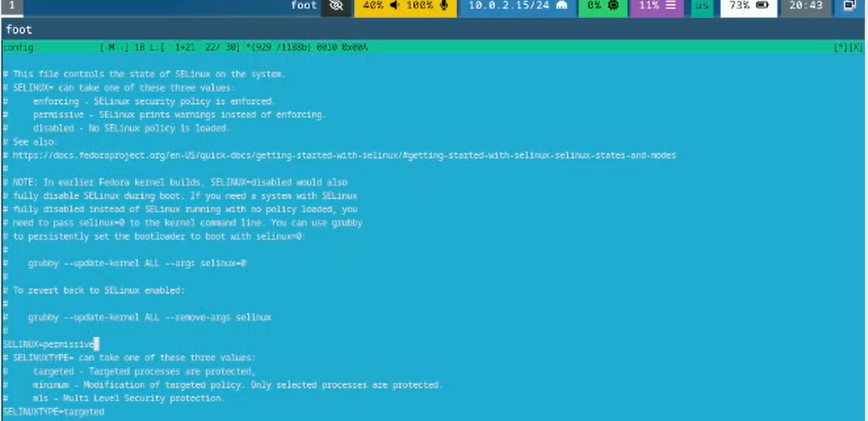 1 foot 40% 100% 10.0.2.15/24 0% 11% us 73% 20:43
foot
config [-M--] 18 L:[ 1+21 22/ 30] *(929 /1188b) 0010 0x00A [*][X]
# This file controls the state of SELinux on the system.
# SELINUX= can take one of these three values:
# enforcing - SELinux security policy is enforced.
# permissive - SELinux prints warnings instead of enforcing.
# disabled - No SELinux policy is loaded.
# See also:
# https://docs.fedoraproject.org/en-US/quick-docs/getting-started-with-selinux/#getting-started-with-selinux-selinux-states-and-modes
#
# NOTE: In earlier Fedora kernel builds, SELINUX=disabled would also
# fully disable SELinux during boot. If you need a system with SELinux
# fully disabled instead of SELinux running with no policy loaded, you
# need to pass selinux=0 to the kernel command line. You can use grubby
# to persistently set the bootloader to boot with selinux=0:
#
# grubby --update-kernel ALL --args selinux=0
#
# To revert back to SELinux enabled:
#
# grubby --update-kernel ALL --remove-args selinux
#
SELINUX=permissive
# SELINUXTYPE= can take one of these three values:
# targeted - Targeted processes are protected,
# minimum - Modification of targeted policy. Only selected processes are protected.
# mls - Multi Level Security protection.
SELINUXTYPE=targeted